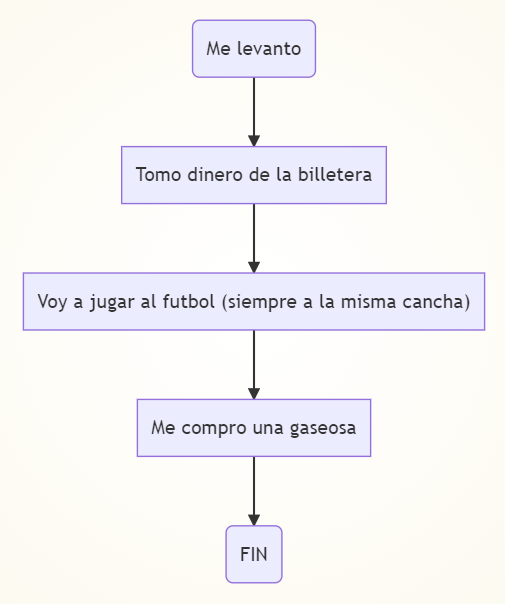 Me levanto
Tomo dinero de la billetera
Voy a jugar al futbol (siempre a la misma cancha)
Me compro una gaseosa
FIN